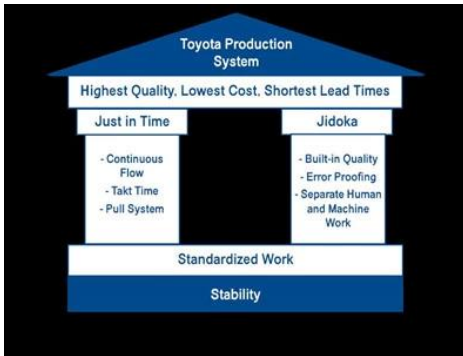 Toyota Production
System
Highest Quality, Lowest Cost, Shortest Lead Times
Just in Time
- Continuous
Flow
- Takt Time
- Pull System
Jidoka
- Built-in Quality
- Error Proofing
- Separate Human
and Machine
Work
Standardized Work
Stability